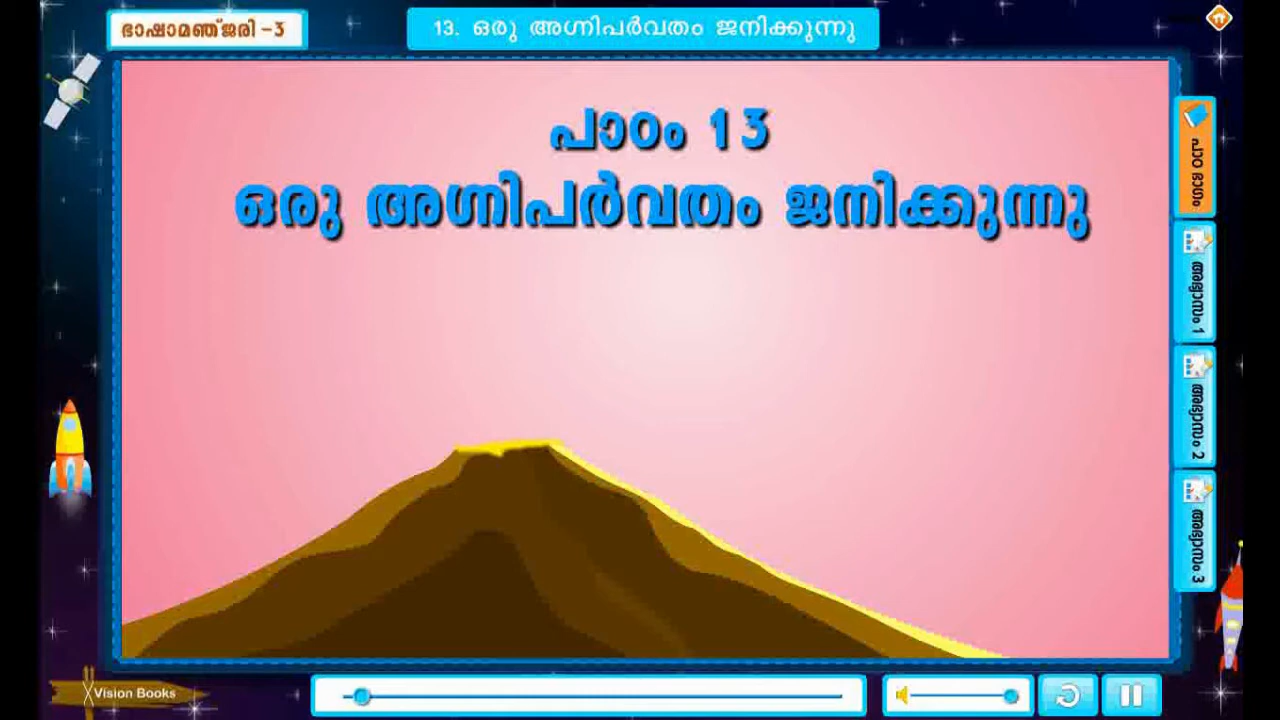 ഭാഷാമഞ്ജരി -3
13. ഒരു അഗ്നിപർവതം ജനിക്കുന്നു
പാഠം 13
ഒരു അഗ്നിപർവതം ജനിക്കുന്നു
പാഠ ഭാഗം
അഭ്യാസം 1
അഭ്യാസം 2
അഭ്യാസം 3
Vision Books